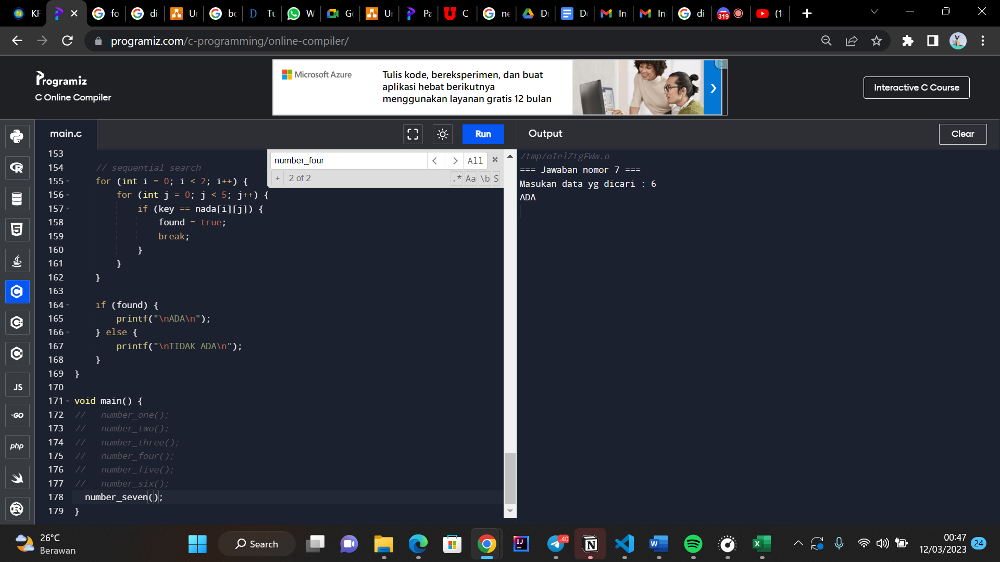 KF
fo
di
Ur
bc
D Tu
W
Go
Ur
Pa
C
ne
Dr
Do
In
In
di
319
(1
programiz.com/c-programming/online-compiler/
Programiz
C Online Compiler
Microsoft Azure
Tulis kode, bereksperimen, dan buat
aplikasi hebat berikutnya
menggunakan layanan gratis 12 bulan
Interactive C Course
main.c
Run
Output
Clear
number_four
All
+ 2 of 2 .* Aa \b S
153
154 // sequential search
155 for (int i = 0; i < 2; i++) {
156 for (int j = 0; j < 5; j++) {
157 if (key == nada[i][j]) {
158 found = true;
159 break;
160 }
161 }
162 }
163
164 if (found) {
165 printf("\nADA\n");
166 } else {
167 printf("\nTIDAK ADA\n");
168 }
169 }
170
171 void main() {
172 // number_one();
173 // number_two();
174 // number_three();
175 // number_four();
176 // number_five();
177 // number_six();
178 number_seven();
179 }
/tmp/oIelZtgFWw.o
=== Jawaban nomor 7 ===
Masukan data yg dicari : 6
ADA
JS
GO
php
26°C
Berawan
Search
IJ
40
N
W
X
00:47
12/03/2023
24